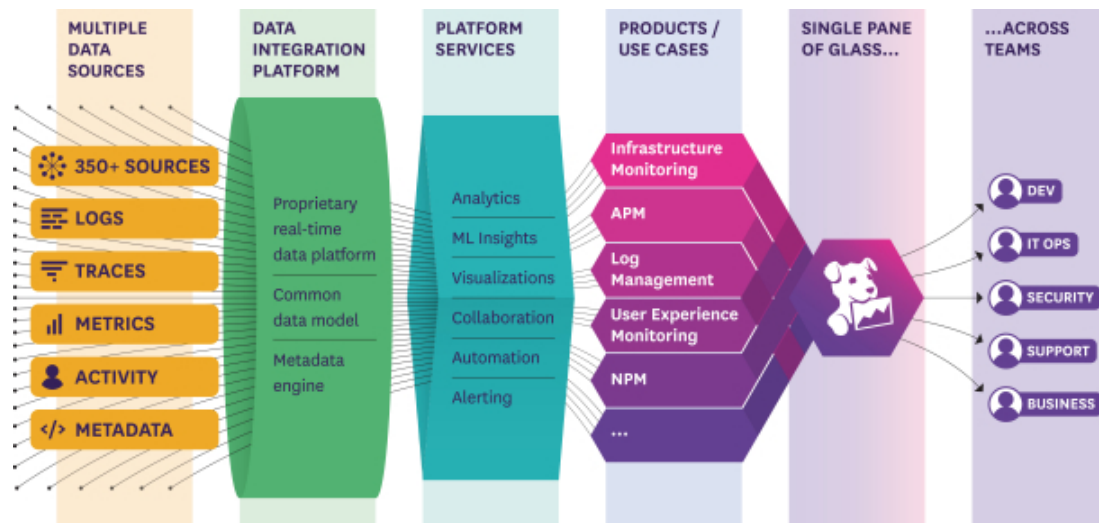 MULTIPLE
DATA
SOURCES
DATA
INTEGRATION
PLATFORM
PLATFORM
SERVICES
PRODUCTS /
USE CASES
SINGLE PANE
OF GLASS...
...ACROSS
TEAMS
350+ SOURCES
LOGS
TRACES
METRICS
ACTIVITY
</> METADATA
Proprietary
real-time
data platform
Common
data model
Metadata
engine
Analytics
ML Insights
Visualizations
Collaboration
Automation
Alerting
Infrastructure
Monitoring
APM
Log
Management
User Experience
Monitoring
NPM
...
DEV
IT OPS
SECURITY
SUPPORT
BUSINESS